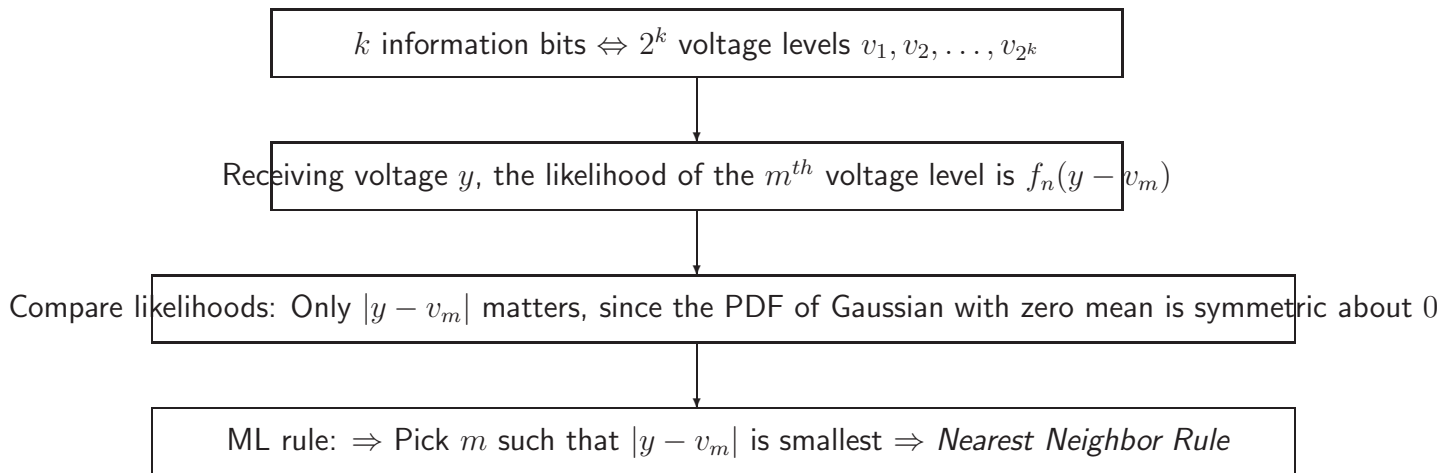 k information bits ⇔ 2^k voltage levels v_1, v_2, . . . , v_{2^k}
Receiving voltage y, the likelihood of the m^{th} voltage level is f_n(y − v_m)
Compare likelihoods: Only |y − v_m| matters, since the PDF of Gaussian with zero mean is symmetric about 0
ML rule: ⇒ Pick m such that |y − v_m| is smallest ⇒ Nearest Neighbor Rule